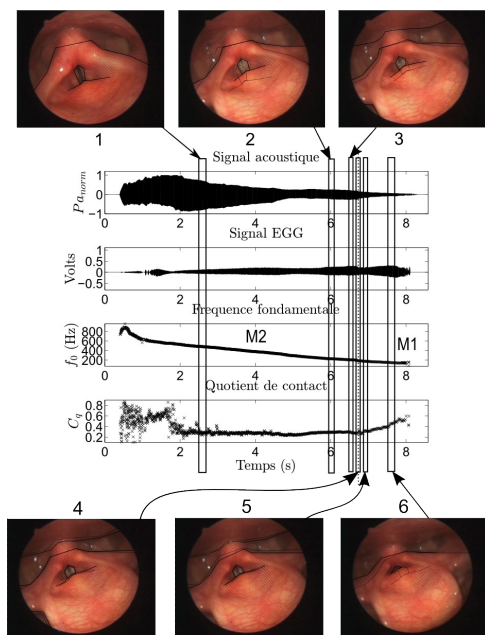 1
2
3
Signal acoustique
Pa_norm
1
0
−1
0 2 4 6 8
Signal EGG
Volts
1
0.5
0
−0.5
0 2 4 6 8
Frequence fondamentale
f_0 (Hz)
800
600
400
200
M2
M1
0 2 4 6 8
Quotient de contact
C_q
0.8
0.6
0.4
0.2
0 2 4 6 8
Temps (s)
4
5
6